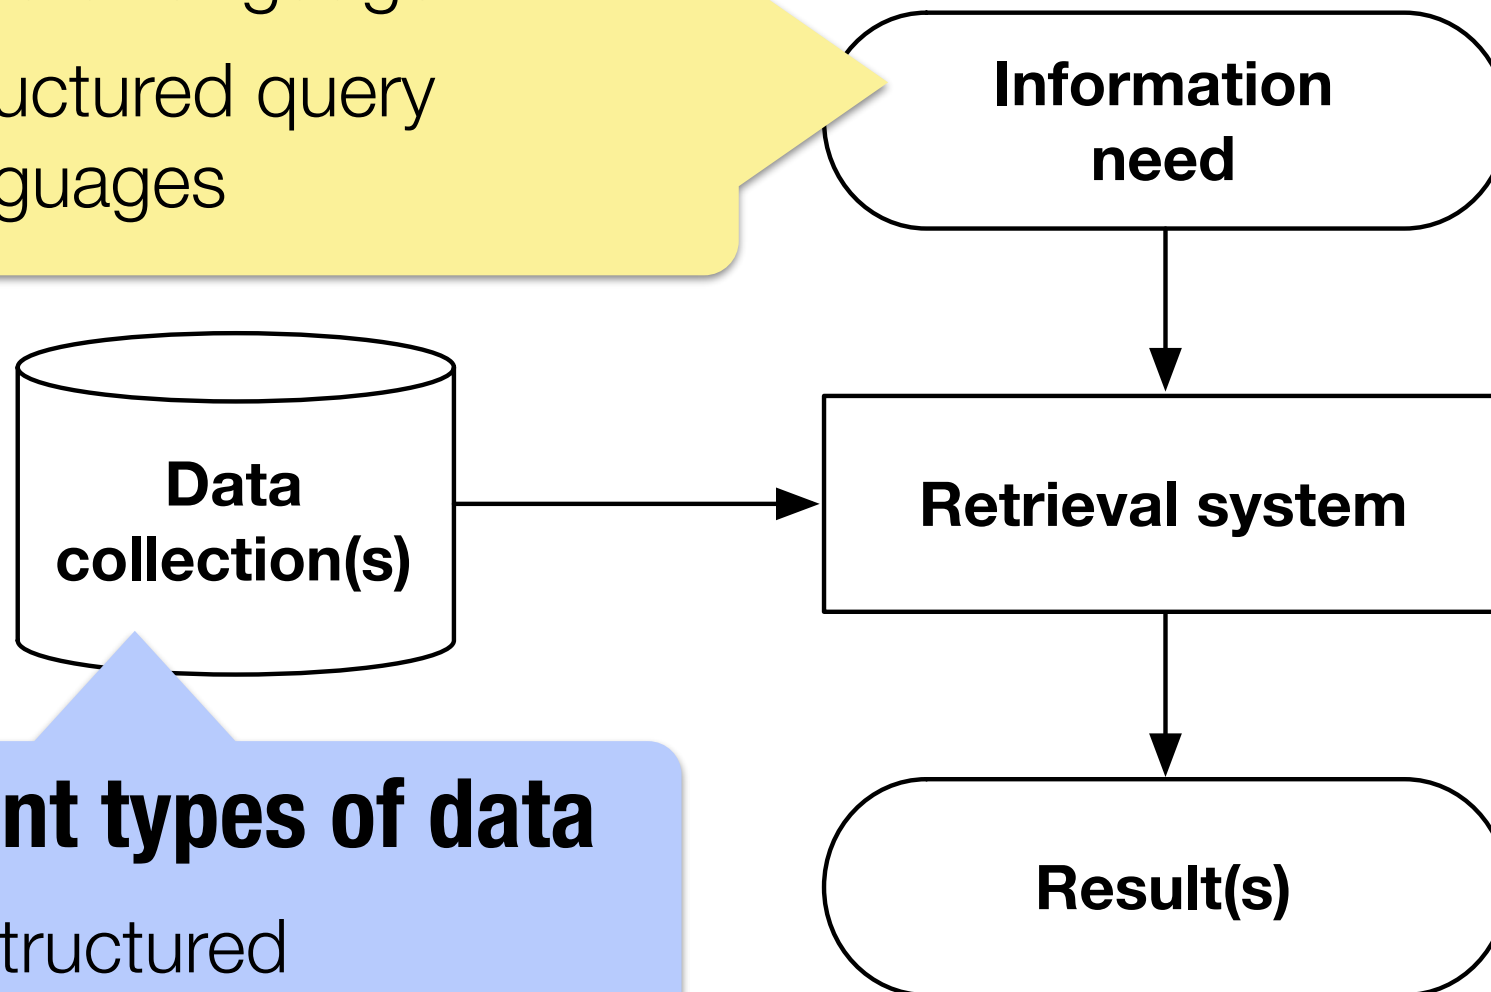 uctured query
guages
Information
need
Data
collection(s)
Retrieval system
nt types of data
tructured
Result(s)